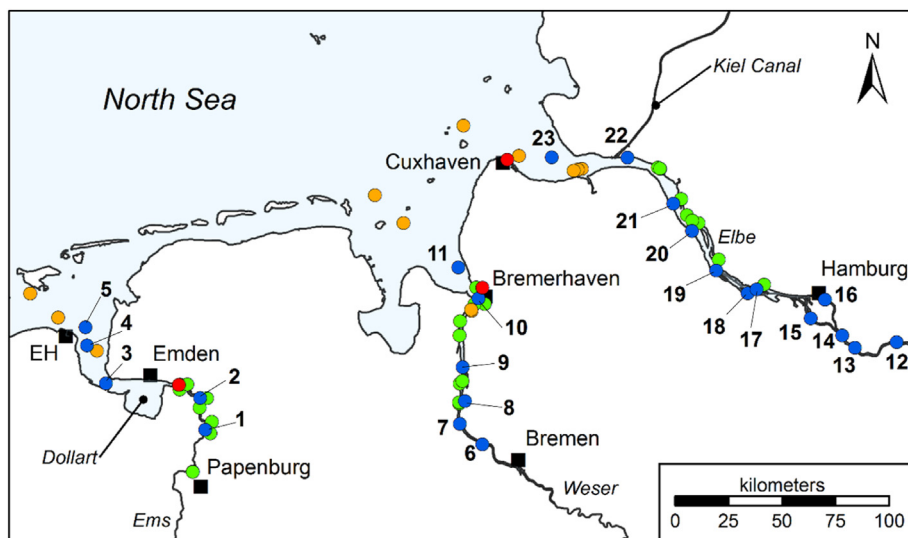 N
Kiel Canal
North Sea
23
22
Cuxhaven
21
Elbe
20
11
Bremerhaven
Hamburg
19
16
5
10
18
17
15
14
4
EH
13
12
3
Emden
2
9
8
1
7
Dollart
6
Bremen
Papenburg
kilometers
Weser
Ems
0 25 50 75 100